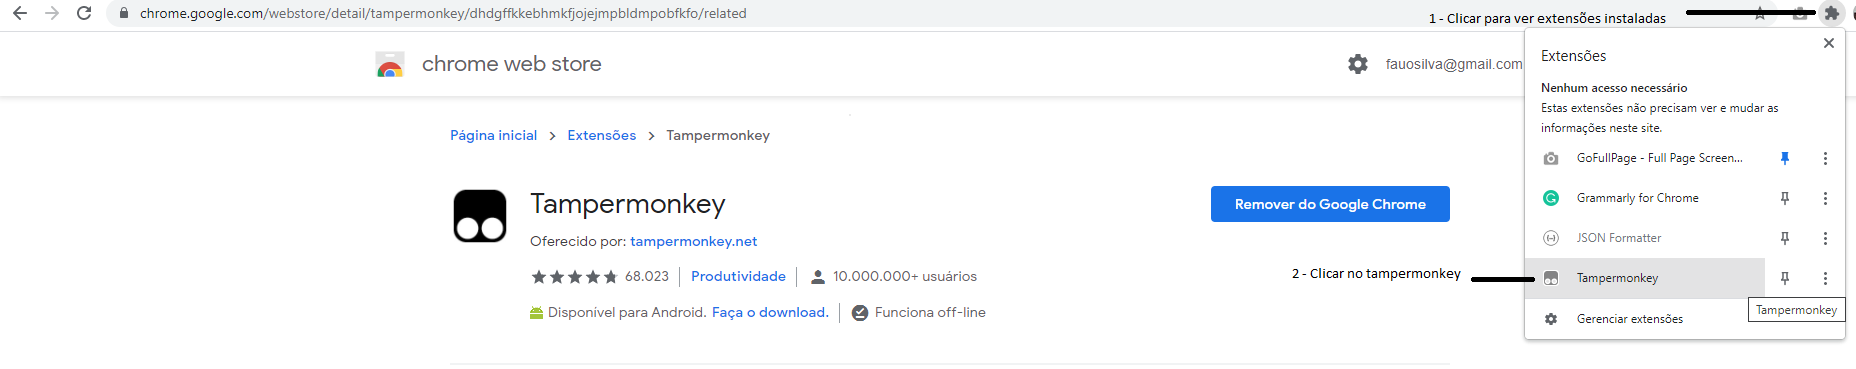 chrome.google.com/webstore/detail/tampermonkey/dhdgffkkebhmkfjojejmpbldmpobfkfo/related
1 - Clicar para ver extensões instaladas
chrome web store
fauosilva@gmail.com
Extensões
Nenhum acesso necessário
Estas extensões não precisam ver e mudar as
informações neste site.
GoFullPage - Full Page Screen...
Grammarly for Chrome
JSON Formatter
Tampermonkey
Gerenciar extensões
Tampermonkey
Página inicial > Extensões > Tampermonkey
Tampermonkey
Remover do Google Chrome
Oferecido por: tampermonkey.net
68.023 Produtividade 10.000.000+ usuários
2 - Clicar no tampermonkey
Disponível para Android. Faça o download. Funciona off-line